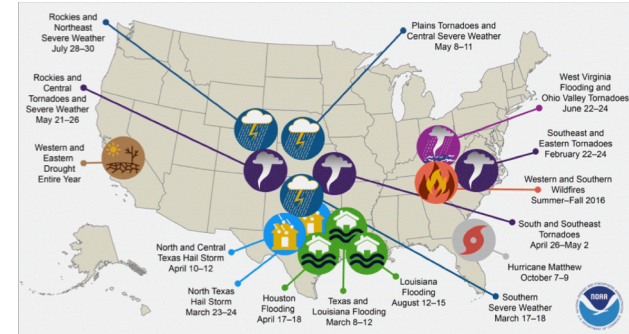 Rockies and
Northeast
Severe Weather
July 28–30
Plains Tornadoes and
Central Severe Weather
May 8–11
Rockies and
Central
Tornadoes and
Severe Weather
May 21–26
West Virginia
Flooding and
Ohio Valley Tornadoes
June 22–24
Southeast and
Eastern Tornadoes
February 22–24
Western and
Eastern
Drought
Entire Year
Western and Southern
Wildfires
Summer–Fall 2016
South and Southeast
Tornadoes
April 26–May 2
North and Central
Texas Hail Storm
April 10–12
Hurricane Matthew
October 7–9
North Texas
Hail Storm
March 23–24
Houston
Flooding
April 17–18
Texas and
Louisiana Flooding
March 8–12
Louisiana
Flooding
August 12–15
Southern
Severe Weather
March 17–18
NOAA